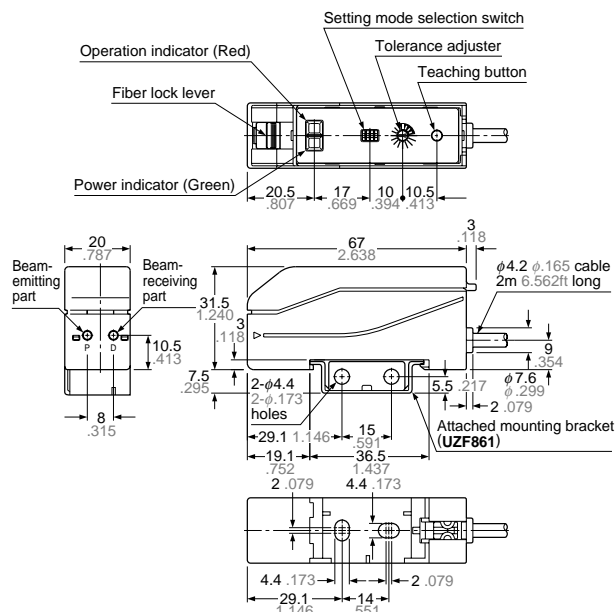 Setting mode selection switch
Operation indicator (Red)
Tolerance adjuster
Fiber lock lever
Teaching button
Power indicator (Green)
20.5
.807
17
.669
10
.394
10.5
.413
20
.787
67
2.638
3
.118
Beam-
emitting
part
Beam-
receiving
part
φ4.2 φ.165 cable
2m 6.562ft long
31.5
1.240
3
.118
P D
10.5
.413
7.5
.295
9
.354
8
.315
2-φ4.4
2-φ.173
holes
5.5 .217
φ7.6
φ.299
2 .079
29.1 1.146
15
.591
Attached mounting bracket
(UZF861)
19.1
.752
36.5
1.437
2 .079
4.4 .173
4.4 .173
2 .079
29.1
1.146
14
.551